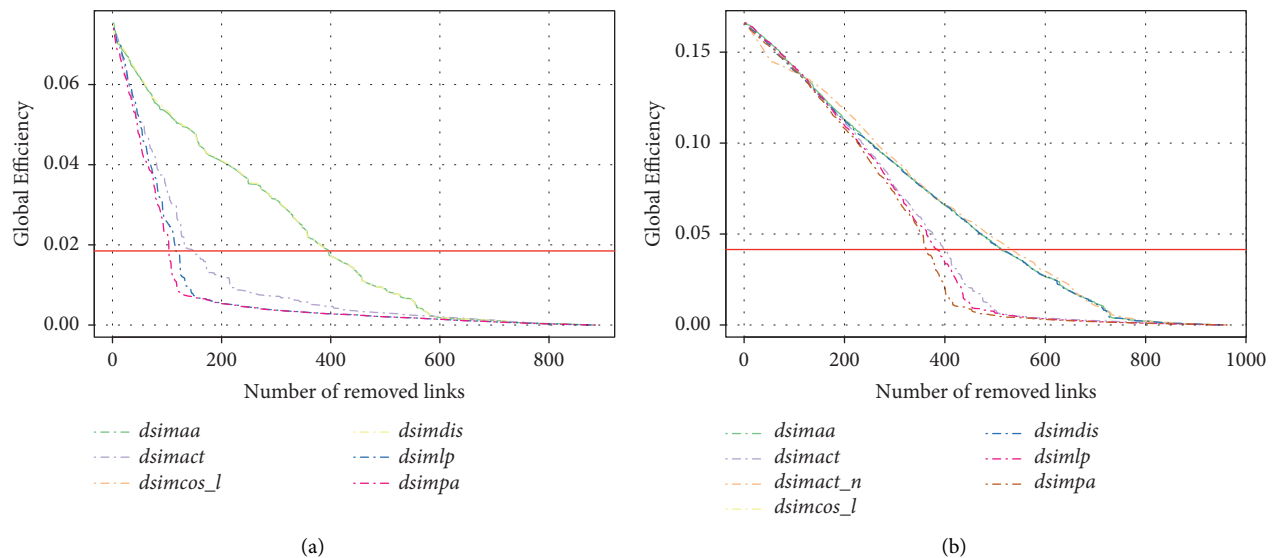 Global Efficiency
0.06
0.04
0.02
0.00
0
200
400
600
800
Number of removed links
dsimaa
dsimact
dsimcos_l
dsimdis
dsimlp
dsimpa
(a)
Global Efficiency
0.15
0.10
0.05
0.00
0
200
400
600
800
1000
Number of removed links
dsimaa
dsimact
dsimact_n
dsimcos_l
dsimdis
dsimlp
dsimpa
(b)